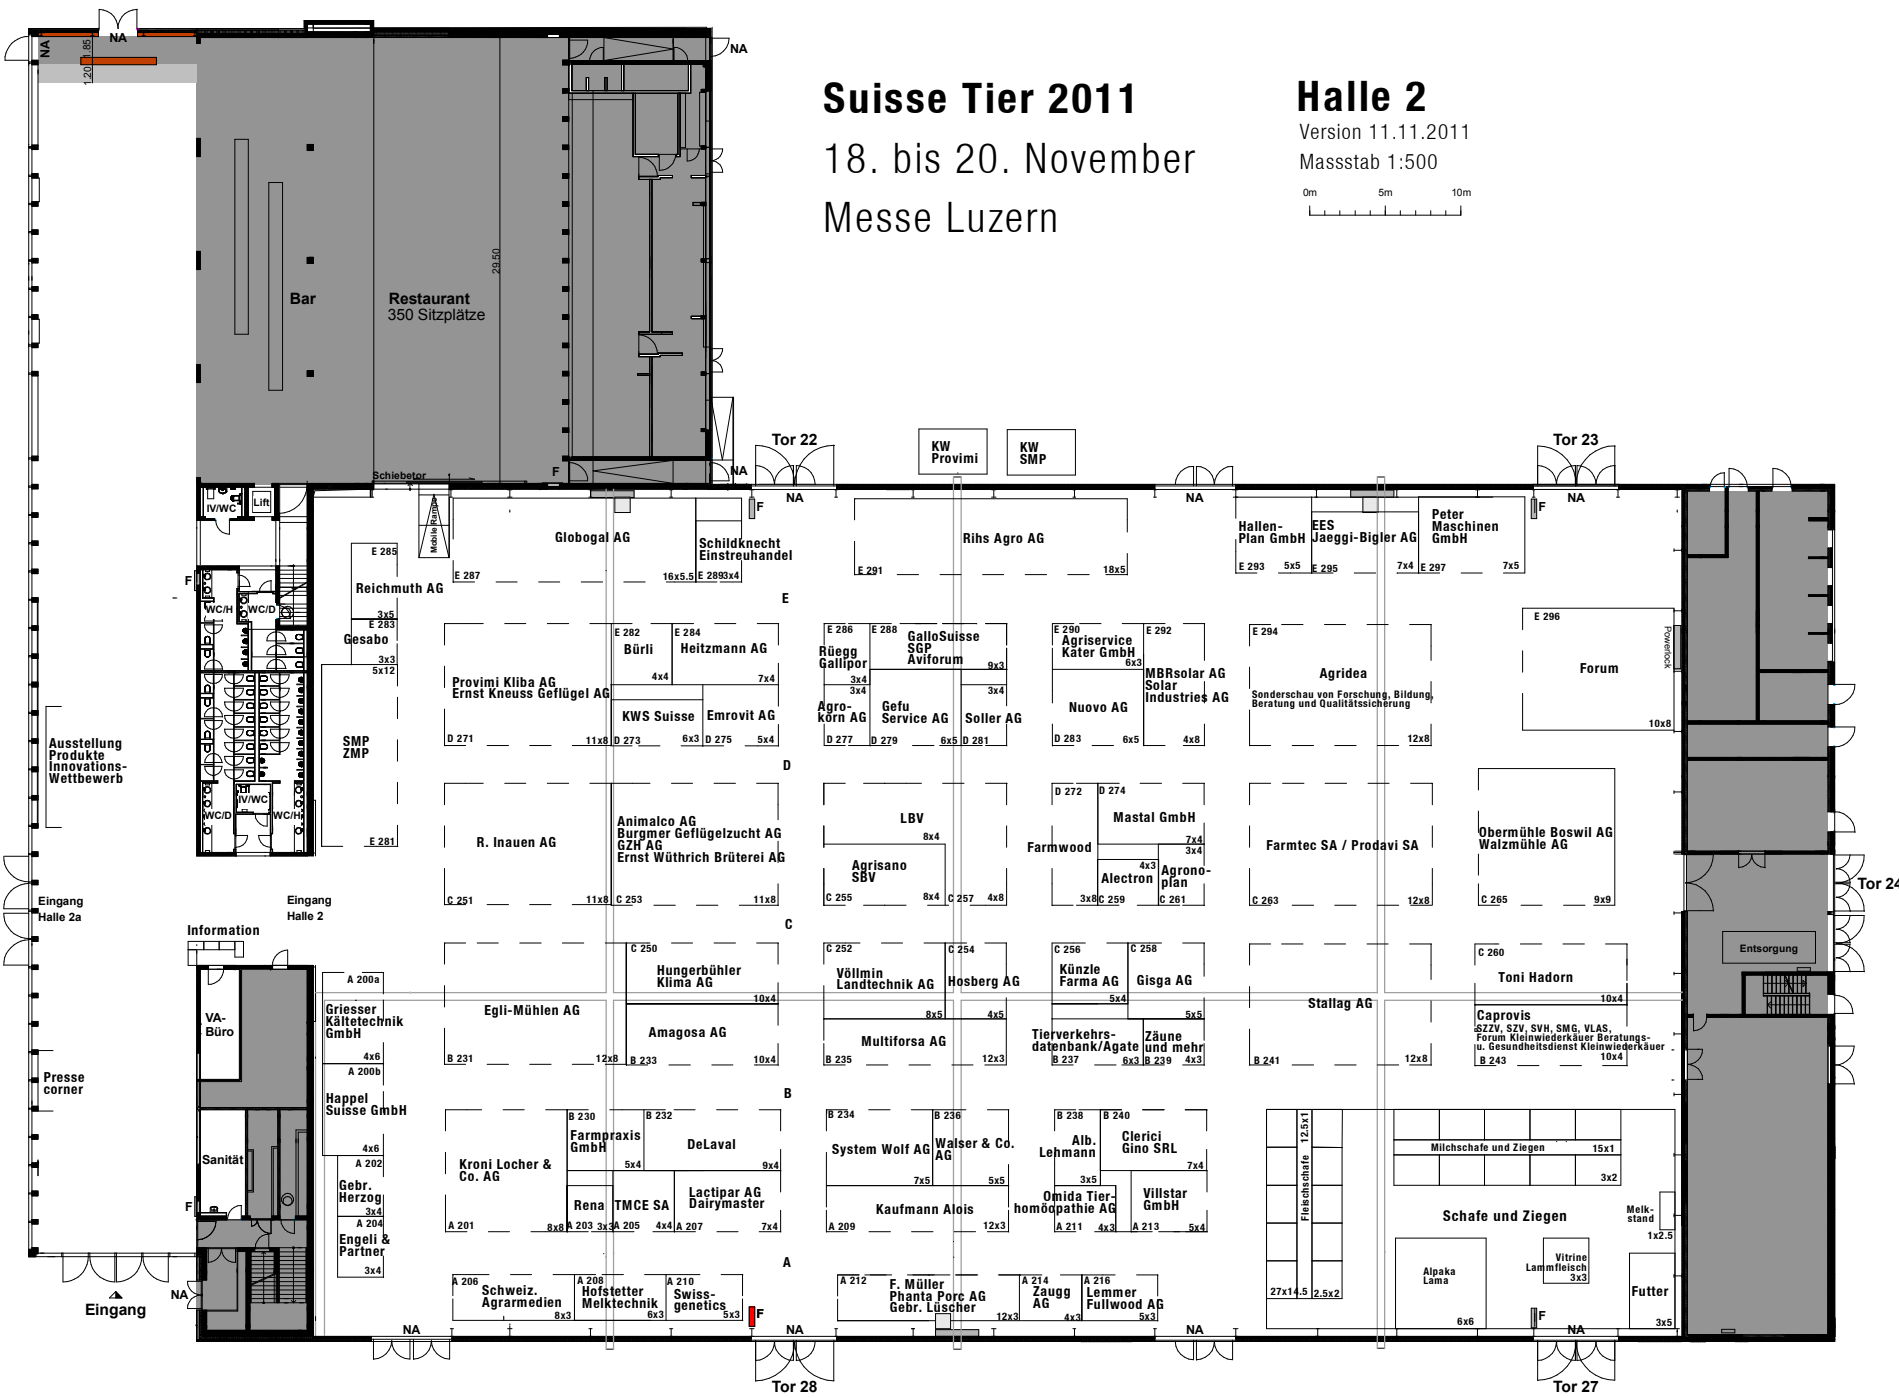 Suisse Tier 2011
18. bis 20. November
Messe Luzern
Halle 2
Version 11.11.2011
Massstab 1:500
0m 5m 10m
NA
NA
1.85
1.20
NA
29.50
Bar
Restaurant
350 Sitzplätze
Schiebetor
F
NA
Tor 22
KW
Provimi
KW
SMP
Tor 23
NA
F
NA
NA
F
IV/WC
Lift
Mobile Rampe
Globogal AG
E 287
16x5.5
Schildknecht
Einstreuhandel
E 289
3x4
Rihs Agro AG
E 291
18x5
Hallen-
Plan GmbH
E 293
5x5
EES
Jaeggi-Bigler AG
E 295
7x4
Peter
Maschinen
GmbH
E 297
7x5
E 285
Reichmuth AG
3x5
F
WC/H
WC/D
E
E 283
Gesabo
3x3
5x12
SMP
ZMP
E 281
Provimi Kliba AG
Ernst Kneuss Geflügel AG
D 271
11x8
E 282
Bürli
4x4
E 284
Heitzmann AG
7x4
KWS Suisse
D 273
6x3
Emrovit AG
D 275
5x4
E 286
Rüegg
Gallipor
3x4
E 288
GalloSuisse
SGP
Aviforum
9x3
3x4
Agro-
korn AG
D 277
Gefu
Service AG
D 279
6x5
3x4
Soller AG
D 281
E 290
Agriservice
Kater GmbH
6x3
E 292
MBRsolar AG
Solar
Industries AG
4x8
Nuovo AG
D 283
6x5
E 294
Agridea
Sonderschau von Forschung, Bildung,
Beratung und Qualitätssicherung
12x8
E 296
Forum
10x8
Powerlock
Ausstellung
Produkte
Innovations-
Wettbewerb
D
IV/WC
WC/D
WC/H
R. Inauen AG
C 251
11x8
Animalco AG
Burgmer Geflügelzucht AG
GZH AG
Ernst Wüthrich Brüterei AG
C 253
11x8
LBV
8x4
Agrisano
SBV
C 255
8x4
C 257
4x8
D 272
Farmwood
3x8
D 274
Mastal GmbH
7x4
4x3
Alectron
C 259
3x4
Agrono-
plan
C 261
Farmtec SA / Prodavi SA
C 263
12x8
Obermühle Boswil AG
Walzmühle AG
C 265
9x9
Tor 24
Eingang
Halle 2a
Eingang
Halle 2
Information
C
Entsorgung
A 200a
Griesser
Kältetechnik
GmbH
4x6
VA-
Büro
Egli-Mühlen AG
B 231
12x8
C 250
Hungerbühler
Klima AG
10x4
Amagosa AG
B 233
10x4
C 252
Völlmin
Landtechnik AG
8x5
C 254
Hosberg AG
4x5
Multiforsa AG
B 235
12x3
C 256
Künzle
Farma AG
5x4
C 258
Gisga AG
5x5
Tierverkehrs-
datenbank/Agate
B 237
6x3
Zäune
und mehr
B 239
4x3
Stallag AG
B 241
12x8
C 260
Toni Hadorn
10x4
Caprovis
SZZV, SZV, SVH, SMG, VLAS,
Forum Kleinwiederkäuer Beratungs-
u. Gesundheitsdienst Kleinwiederkäuer
B 243
10x4
Presse
corner
A 200b
Happel
Suisse GmbH
4x6
B
Sanität
F
A 202
Gebr.
Herzog
3x4
A 204
Engeli &
Partner
3x4
Kroni Locher &
Co. AG
A 201
8x8
B 230
Farmpraxis
GmbH
5x4
B 232
DeLaval
9x4
Rena
A 203
3x3
TMCE SA
A 205
4x4
Lactipar AG
Dairymaster
A 207
7x4
B 234
System Wolf AG
7x5
B 236
Walser & Co.
AG
5x5
Kaufmann Alois
A 209
12x3
B 238
Alb.
Lehmann
3x5
B 240
Clerici
Gino SRL
7x4
Omida Tier-
homöopathie AG
A 211
4x3
Villstar
GmbH
A 213
5x4
Fleischschafe 12.5x1
27x14.5
2.5x2
Milchschafe und Ziegen 15x1
3x2
Schafe und Ziegen
Melk-
stand
1x2.5
Alpaka
Lama
6x6
Vitrine
Lammfleisch
3x3
Futter
3x5
A
A 206
Schweiz.
Agrarmedien
8x3
A 208
Hofstetter
Melktechnik
6x3
A 210
Swiss-
genetics
5x3
F
A 212
F. Müller
Phanta Porc AG
Gebr. Lüscher
12x3
A 214
Zaugg
AG
4x3
A 216
Lemmer
Fullwood AG
5x3
F
Eingang
NA
NA
NA
NA
NA
Tor 28
Tor 27